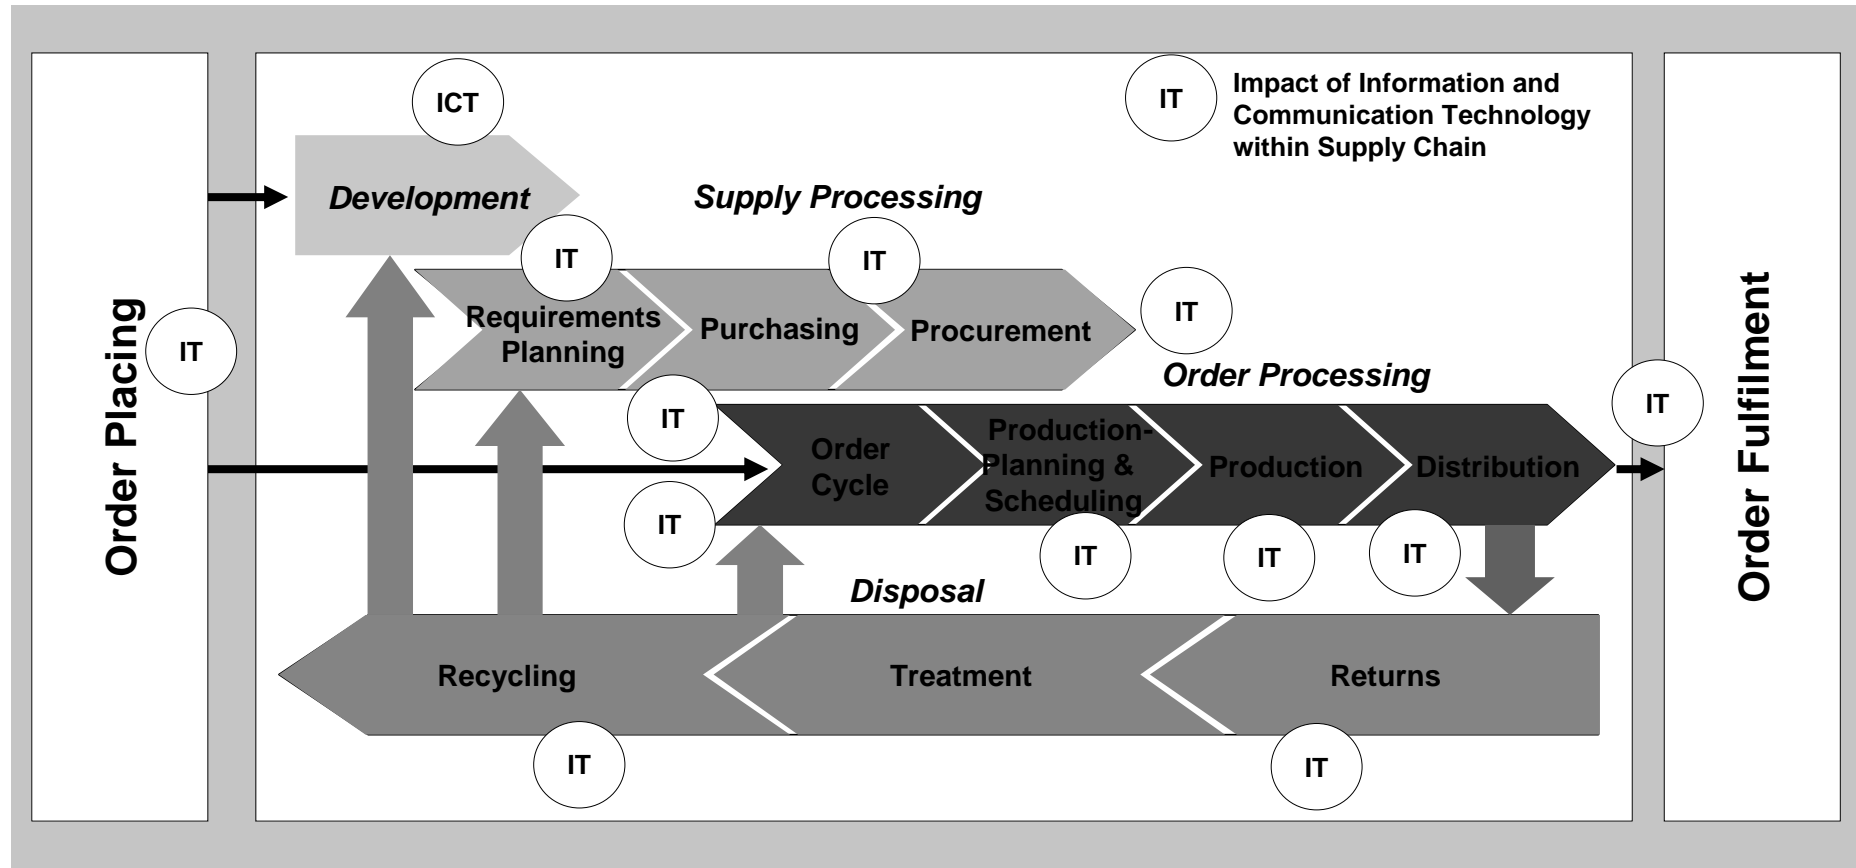 ICT
IT
Impact of Information and
Communication Technology
within Supply Chain
Development
Supply Processing
IT
IT
Requirements
Planning
Purchasing
Procurement
IT
Order Placing
IT
Order Processing
IT
IT
Order
Cycle
Production-
Planning &
Scheduling
Production
Distribution
IT
Order Fulfilment
IT
IT
IT
IT
Disposal
Recycling
Treatment
Returns
IT
IT